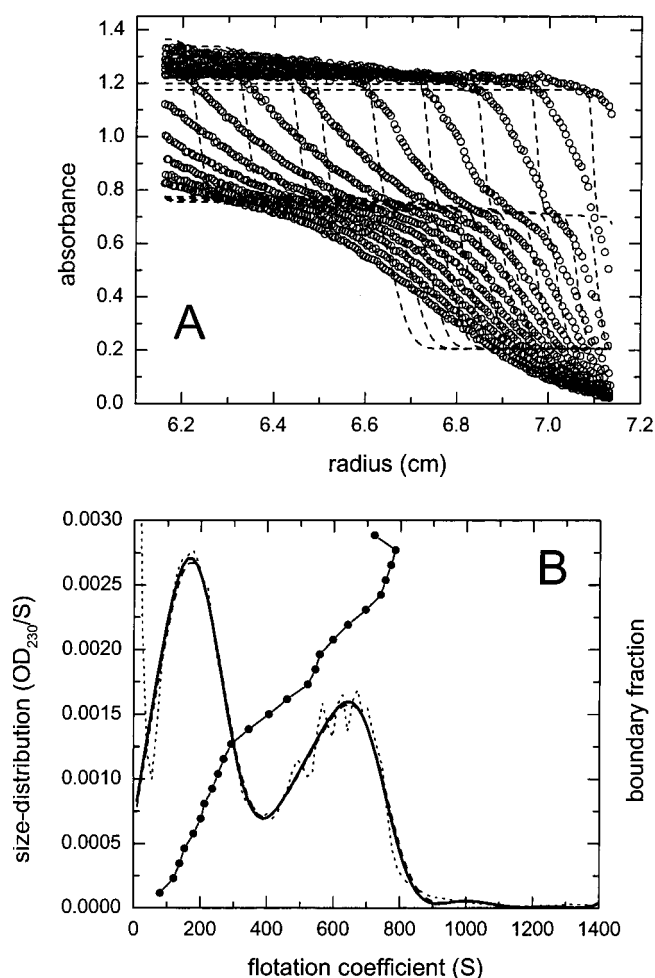 1.4
1.2
1.0
0.8
0.6
0.4
0.2
0.0
absorbance
A
6.2 6.4 6.6 6.8 7.0 7.2
radius (cm)
0.0030
0.0025
0.0020
0.0015
0.0010
0.0005
0.0000
size-distribution (OD230/S)
B
boundary fraction
0 200 400 600 800 1000 1200 1400
flotation coefficient (S)